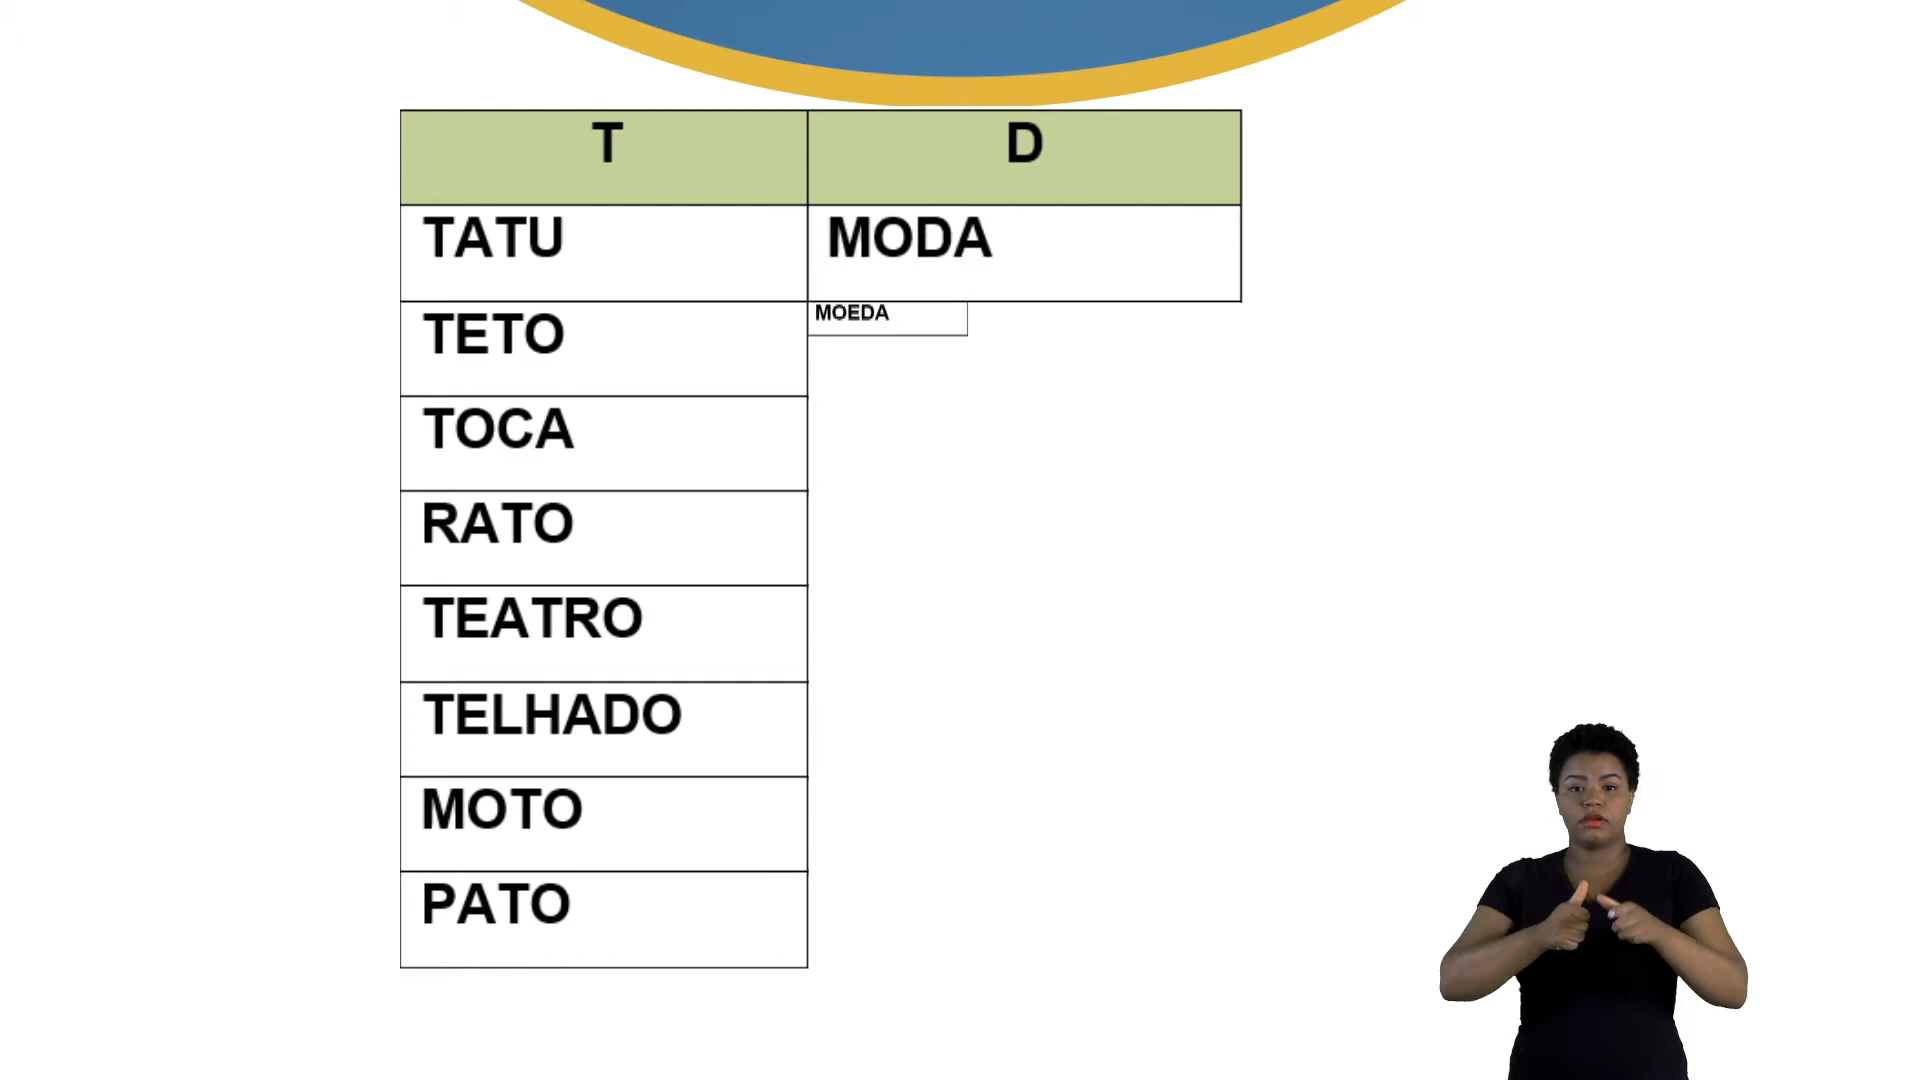 T D
TATU MODA
TETO MOEDA
TOCA
RATO
TEATRO
TELHADO
MOTO
PATO